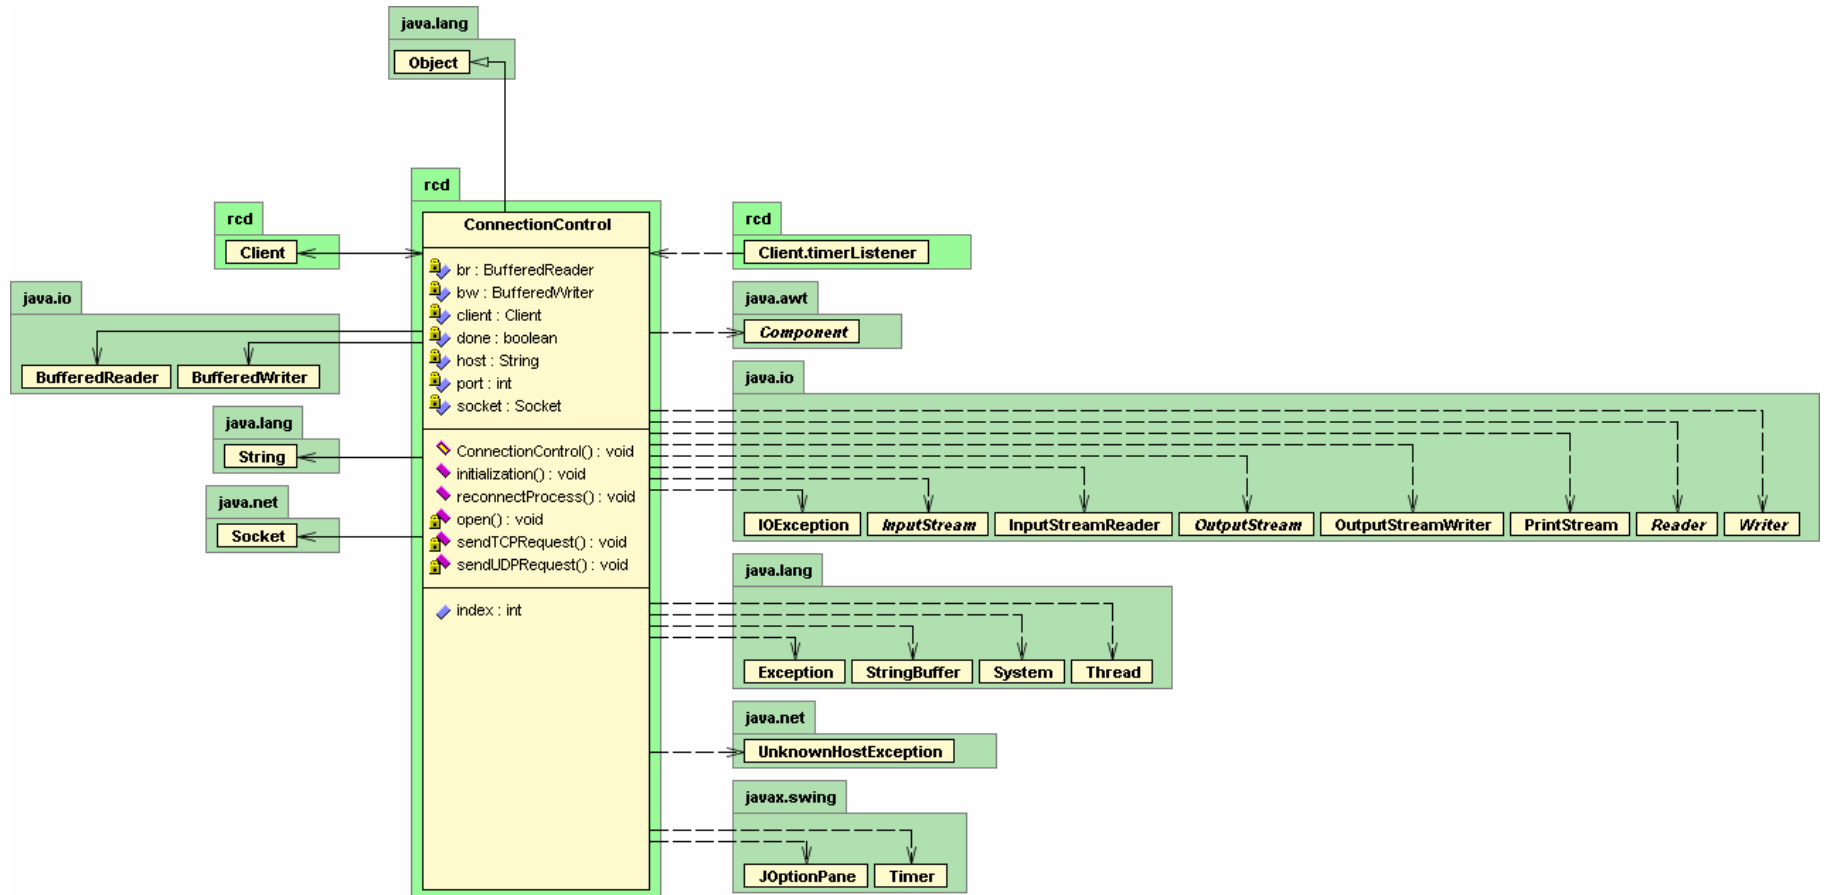 java.lang
Object
rcd
ConnectionControl
br : BufferedReader
bw : BufferedWriter
client : Client
done : boolean
host : String
port : int
socket : Socket
ConnectionControl() : void
initialization() : void
reconnectProcess() : void
open() : void
sendTCPRequest() : void
sendUDPRequest() : void
index : int
rcd
Client
java.io
BufferedReader BufferedWriter
java.lang
String
java.net
Socket
rcd
Client.timerListener
java.awt
Component
java.io
IOException InputStream InputStreamReader OutputStream OutputStreamWriter PrintStream Reader Writer
java.lang
Exception StringBuffer System Thread
java.net
UnknownHostException
javax.swing
JOptionPane Timer